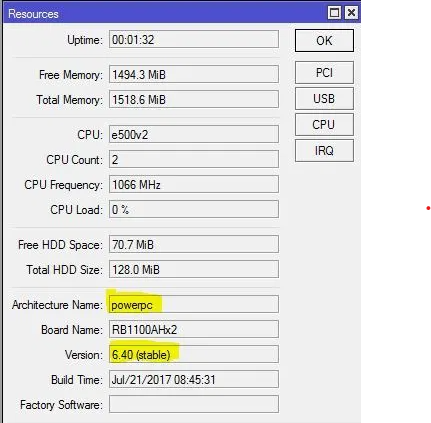 Resources
Uptime: 00:01:32
OK
Free Memory: 1494.3 MiB
PCI
Total Memory: 1518.6 MiB
USB
CPU: e500v2
CPU
CPU Count: 2
IRQ
CPU Frequency: 1066 MHz
CPU Load: 0 %
Free HDD Space: 70.7 MiB
Total HDD Size: 128.0 MiB
Architecture Name: powerpc
Board Name: RB1100AHx2
Version: 6.40 (stable)
Build Time: Jul/21/2017 08:45:31
Factory Software: